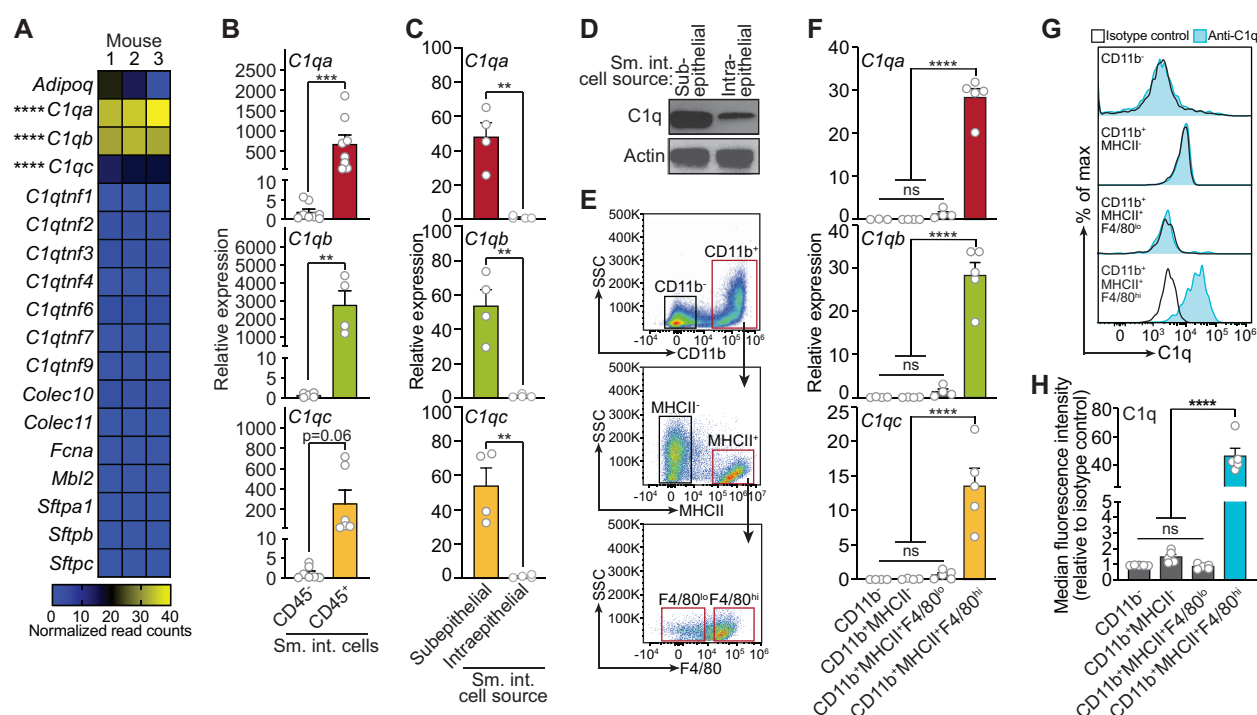 A
Mouse
1 2 3
Adipoq
**** C1qa
**** C1qb
**** C1qc
C1qtnf1
C1qtnf2
C1qtnf3
C1qtnf4
C1qtnf6
C1qtnf7
C1qtnf9
Colec10
Colec11
Fcna
Mbl2
Sftpa1
Sftpb
Sftpc
0 10 20 30 40
Normalized read counts
B
Relative expression
C1qa
***
2500
2000
1500
1000
500
10
5
0
C1qb
**
6000
5000
4000
3000
2000
1000
10
5
0
C1qc
p=0.06
1000
800
600
400
200
10
5
0
CD45-
CD45+
Sm. int. cells
C
Relative expression
C1qa
**
100
80
60
40
20
0
C1qb
**
100
80
60
40
20
0
C1qc
**
100
80
60
40
20
0
Subepithelial
Intraepithelial
Sm. int.
cell source
D
Sm. int.
cell source:
Sub-
epithelial
Intra-
epithelial
C1q
Actin
E
500K
400K
300K
200K
100K
SSC
CD11b-
CD11b+
-10⁴ 0 10⁴ 10⁵ 10⁶
CD11b
500K
400K
300K
200K
100K
SSC
MHCII-
MHCII+
-10⁴ 0 10⁴ 10⁵ 10⁶ 10⁷
MHCII
500K
400K
300K
200K
100K
SSC
F4/80lo F4/80hi
-10⁴ 0 10⁴ 10⁵ 10⁶
F4/80
F
Relative expression
C1qa
****
ns
40
30
20
10
0
C1qb
****
ns
40
30
20
10
0
C1qc
****
ns
25
20
15
10
5
0
CD11b-
CD11b+MHCII-
CD11b+MHCII+F4/80lo
CD11b+MHCII+F4/80hi
G
Isotype control Anti-C1q
CD11b-
CD11b+
MHCII-
CD11b+
MHCII+
F4/80lo
CD11b+
MHCII+
F4/80hi
% of max
0 10³ 10⁴ 10⁵ 10⁶
C1q
H
Median fluorescence intensity
(relative to isotype control)
C1q
****
ns
80
60
40
20
5
4
3
2
1
0
CD11b-
CD11b+MHCII-
CD11b+MHCII+F4/80lo
CD11b+MHCII+F4/80hi